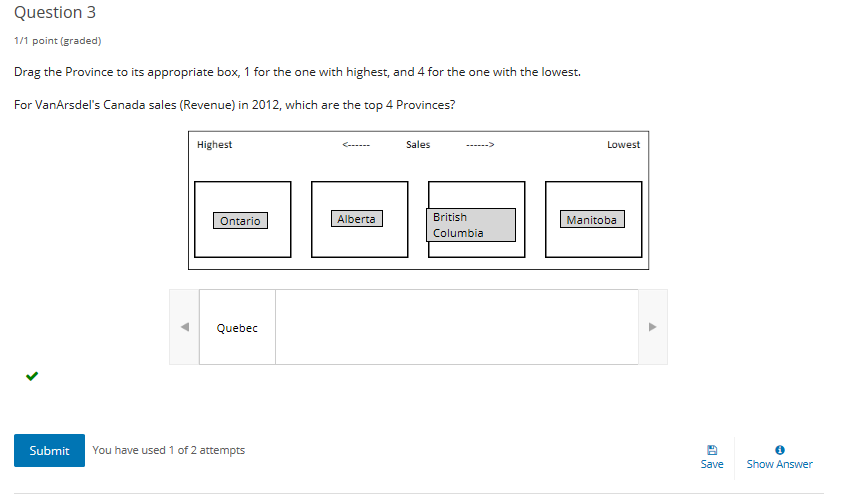 Question 3
1/1 point (graded)
Drag the Province to its appropriate box, 1 for the one with highest, and 4 for the one with the lowest.
For VanArsdel's Canada sales (Revenue) in 2012, which are the top 4 Provinces?
Highest <------ Sales ------> Lowest
Ontario
Alberta
British
Columbia
Manitoba
Quebec
Submit You have used 1 of 2 attempts
Save
Show Answer